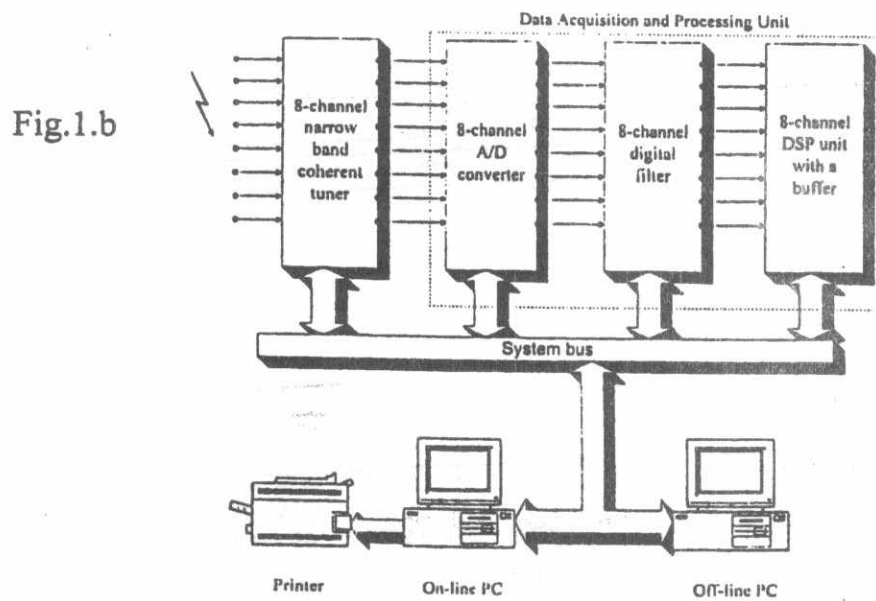 Data Acquisition and Processing Unit
Fig.1.b
8-channel
narrow
band
coherent
tuner
8-channel
A/D
converter
8-channel
digital
filter
8-channel
DSP unit
with a
buffer
System bus
Printer
On-line PC
Off-line PC